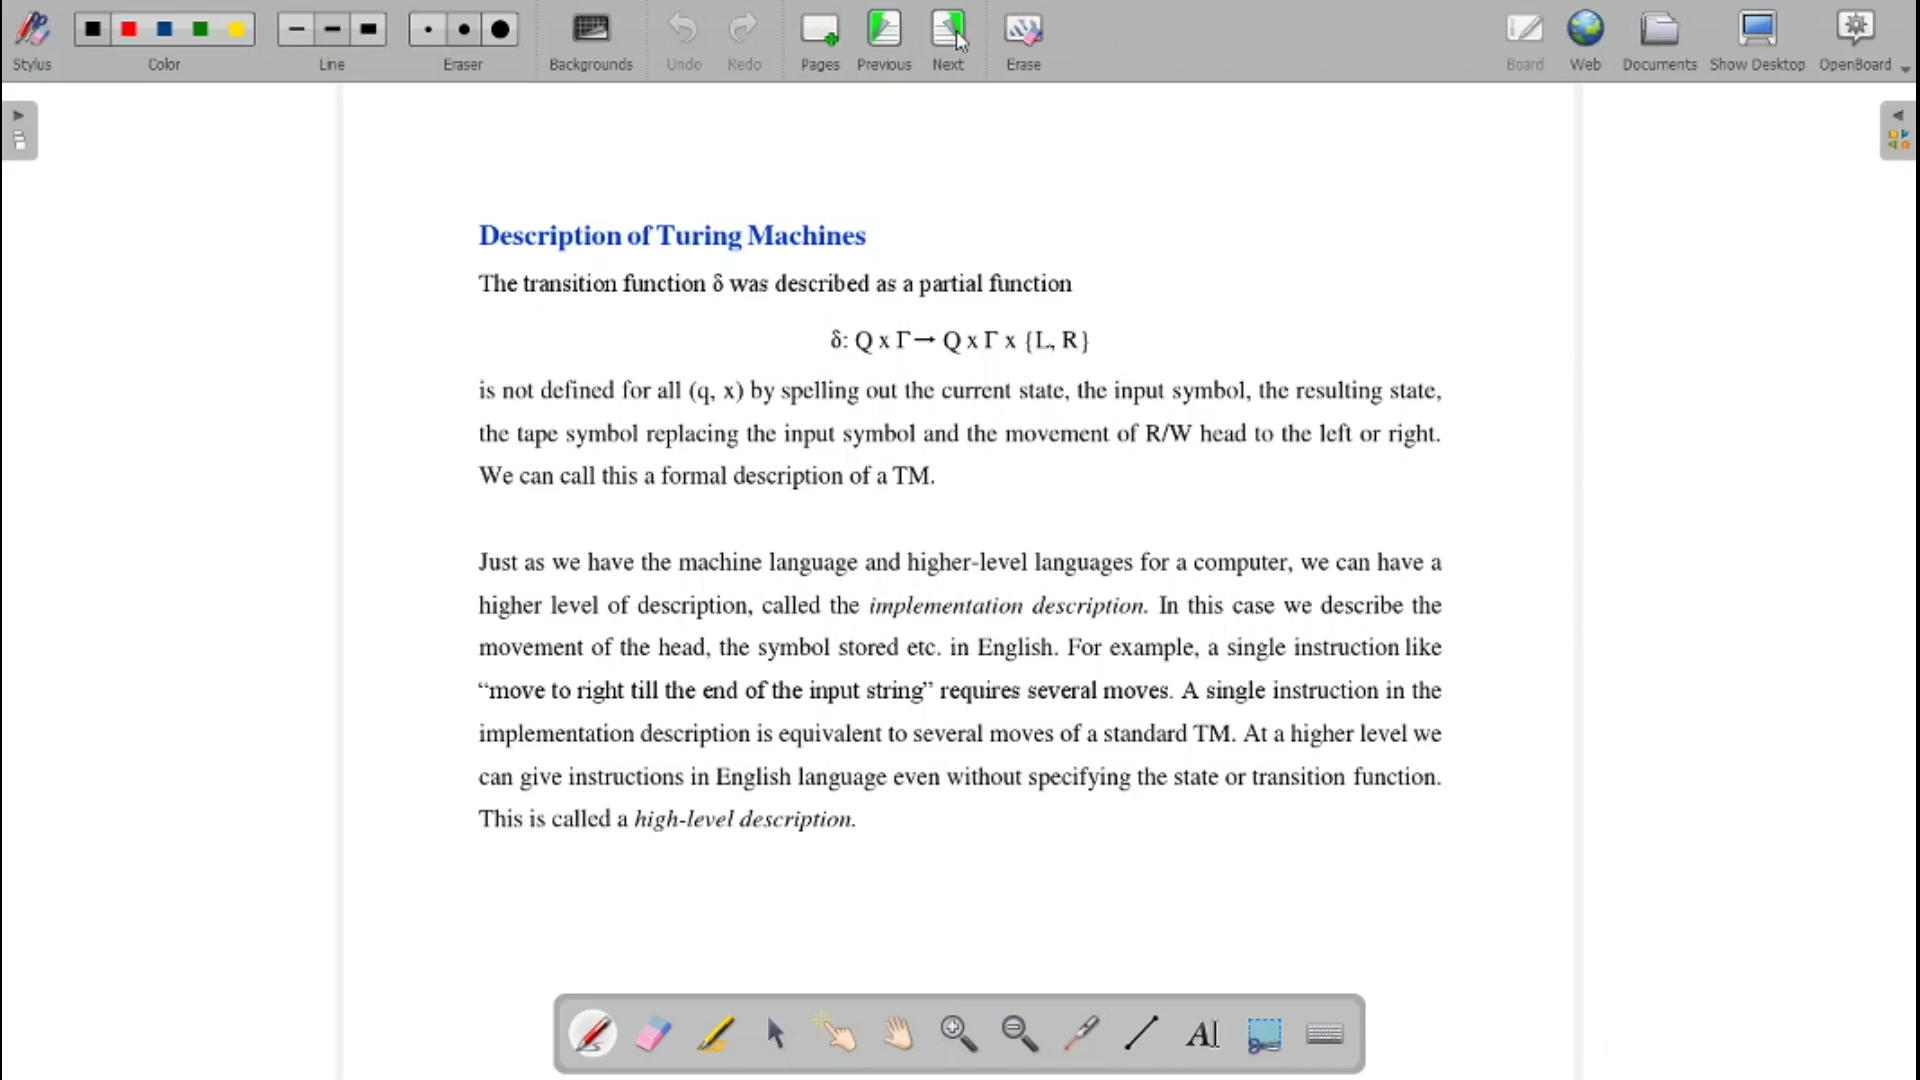 Stylus
Color
Line
Eraser
Backgrounds
Undo
Redo
Pages
Previous
Next
Erase
Board
Web
Documents
Show Desktop
OpenBoard
Description of Turing Machines
The transition function δ was described as a partial function
δ: Q x Γ→ Q x Γ x {L, R}
is not defined for all (q, x) by spelling out the current state, the input symbol, the resulting state,
the tape symbol replacing the input symbol and the movement of R/W head to the left or right.
We can call this a formal description of a TM.
Just as we have the machine language and higher-level languages for a computer, we can have a
higher level of description, called the implementation description. In this case we describe the
movement of the head, the symbol stored etc. in English. For example, a single instruction like
“move to right till the end of the input string” requires several moves. A single instruction in the
implementation description is equivalent to several moves of a standard TM. At a higher level we
can give instructions in English language even without specifying the state or transition function.
This is called a high-level description.
AI